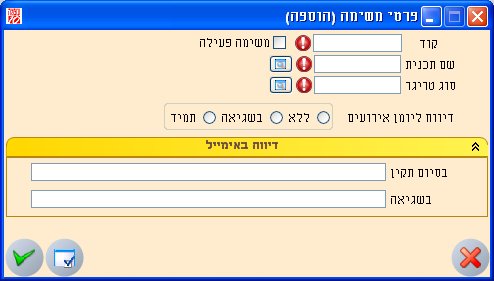 פרטי משימה (הוספה)
קוד
משימה פעילה
שם תכנית
סוג טריגר
דיווח ליומן אירועים ללא בשגיאה תמיד
דיווח באימייל
בסיום תקין
בשגיאה